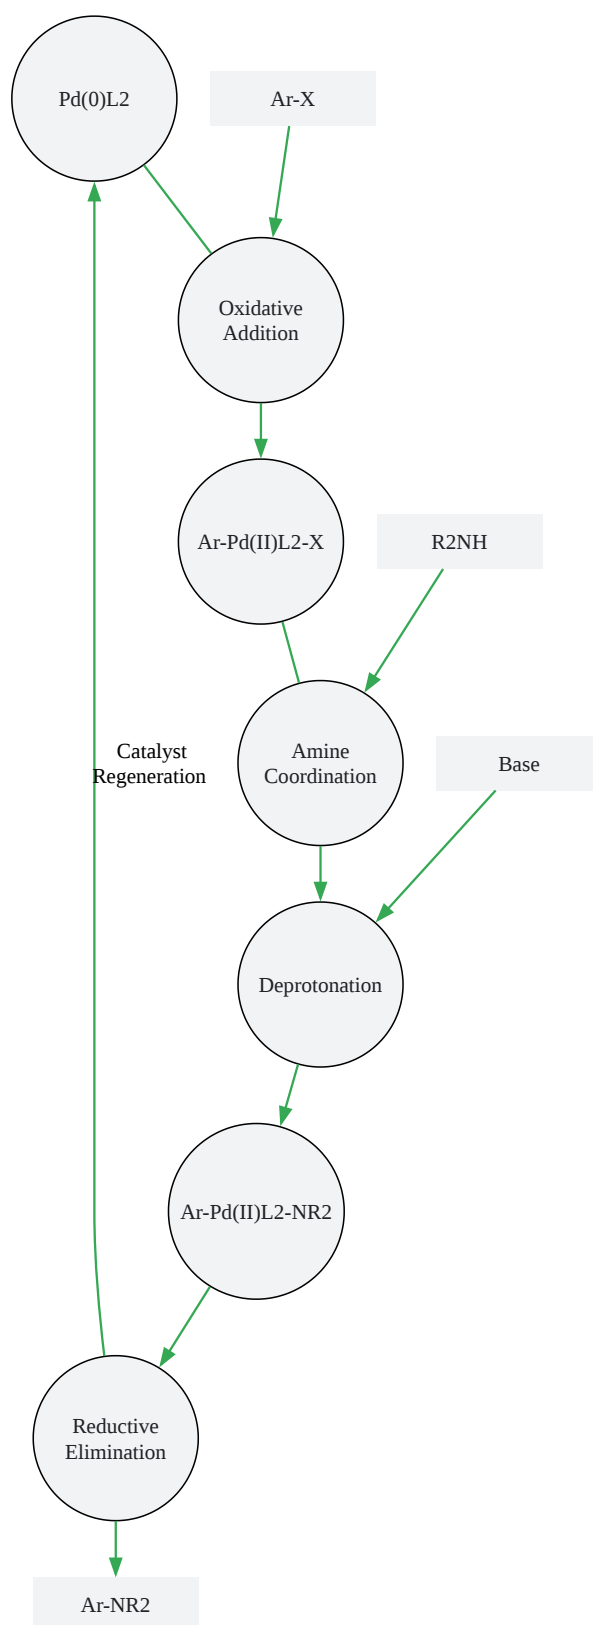 Pd(0)L2
Ar-X
Oxidative
Addition
Ar-Pd(II)L2-X
R2NH
Catalyst
Regeneration
Amine
Coordination
Base
Deprotonation
Ar-Pd(II)L2-NR2
Reductive
Elimination
Ar-NR2